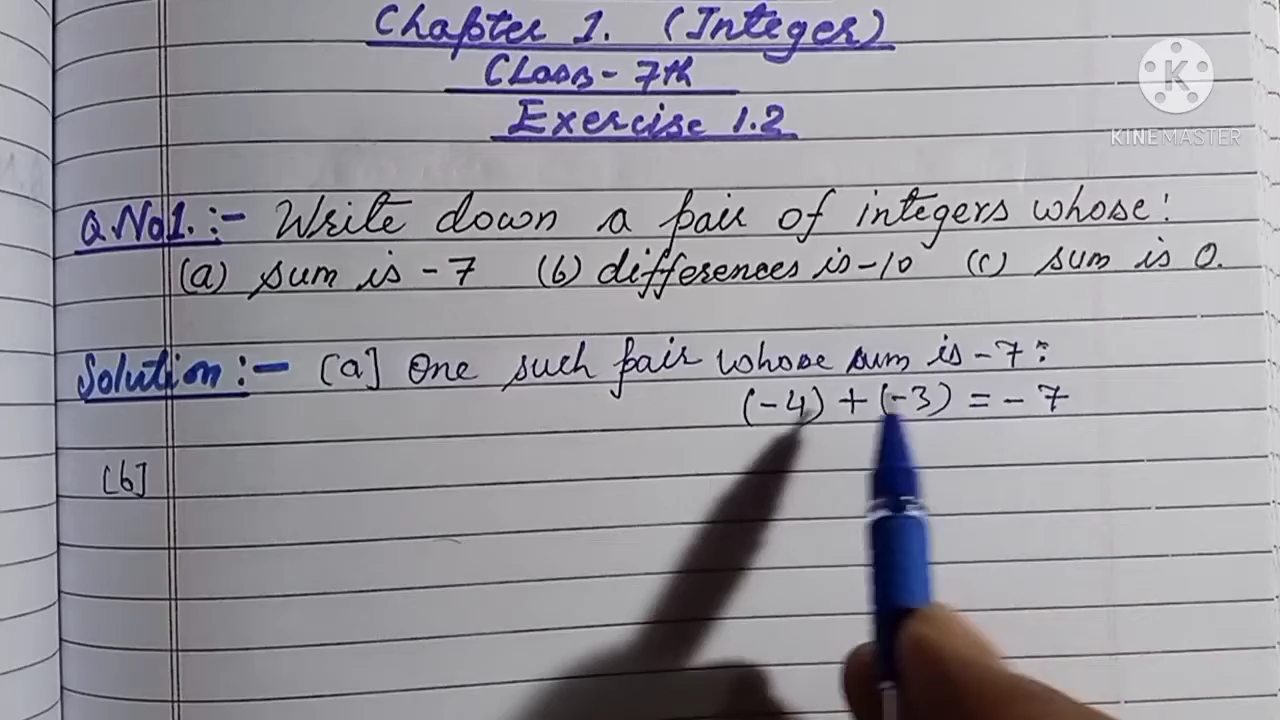 Chapter 1. (Integer)
Class - 7th
Exercise 1.2
KINEMASTER
Q.No1. :- Write down a pair of integers whose:
(a) sum is -7 (b) differences is -10 (c) sum is 0.
Solution :- [a] One such pair whose sum is -7:
(-4) + (-3) = -7
[b]